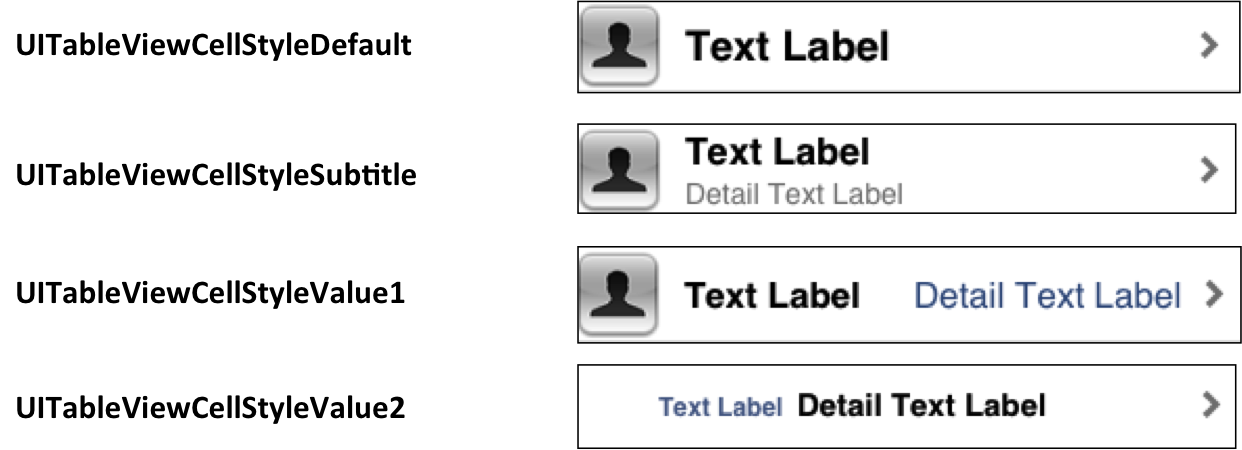 UITableViewCellStyleDefault
Text Label
UITableViewCellStyleSubtitle
Text Label
Detail Text Label
UITableViewCellStyleValue1
Text Label Detail Text Label
UITableViewCellStyleValue2
Text Label Detail Text Label